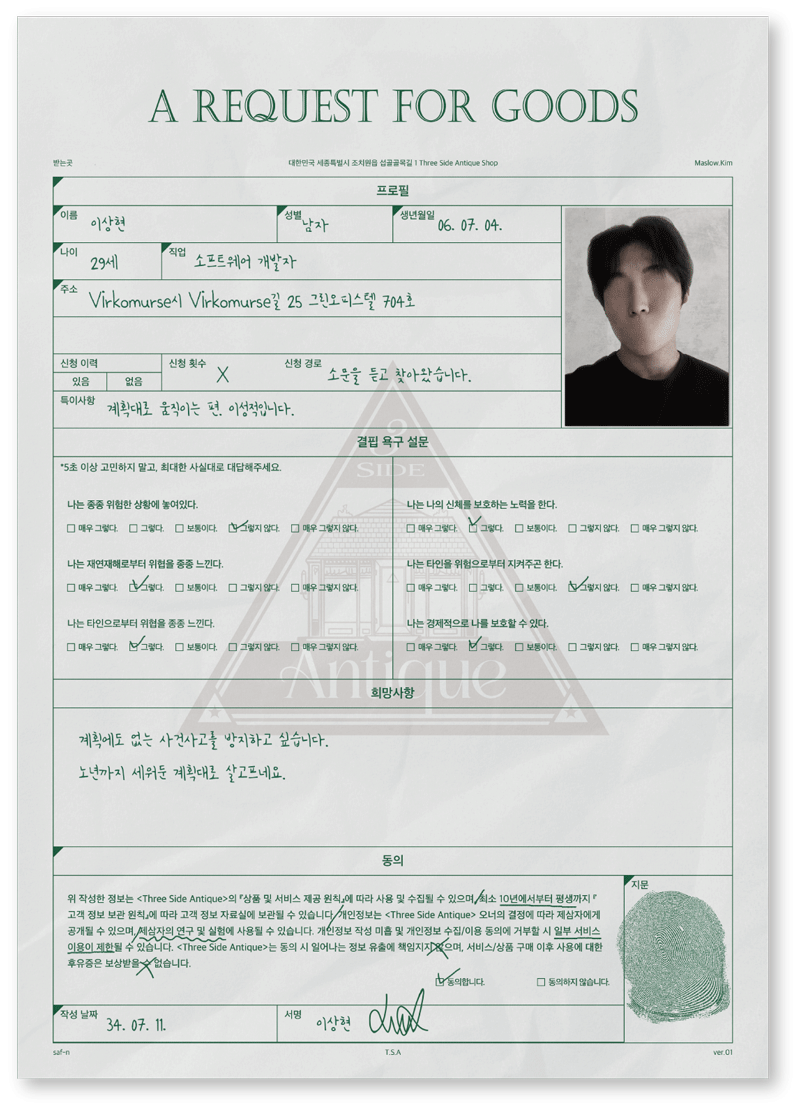 A REQUEST FOR GOODS
받는곳 대한민국 세종특별시 조치원읍 섭골골목길 1 Three Side Antique Shop Maslow.Kim
프로필
이름 이상현 성별 남자 생년월일 06. 07. 04.
나이 29세 직업 소프트웨어 개발자
주소 Virkomurse시 Virkomurse길 25 그린오피스텔 704호
신청 이력 신청 횟수 X 신청 경로 소문을 듣고 찾아왔습니다.
있음 없음
특이사항 계획대로 움직이는 편. 이성적입니다.
결핍 욕구 설문
*5초 이상 고민하지 말고, 최대한 사실대로 대답해주세요.
나는 종종 위험한 상황에 놓여있다.
□ 매우 그렇다. □ 그렇다. □ 보통이다. ☑ 그렇지 않다. □ 매우 그렇지 않다.
나는 재연재해로부터 위협을 종종 느낀다.
□ 매우 그렇다. ☑ 그렇다. □ 보통이다. □ 그렇지 않다. □ 매우 그렇지 않다.
나는 타인으로부터 위협을 종종 느낀다.
□ 매우 그렇다. ☑ 그렇다. □ 보통이다. □ 그렇지 않다. □ 매우 그렇지 않다.
나는 나의 신체를 보호하는 노력을 한다.
□ 매우 그렇다. ☑ 그렇다. □ 보통이다. □ 그렇지 않다. □ 매우 그렇지 않다.
나는 타인을 위험으로부터 지켜주곤 한다.
□ 매우 그렇다. □ 그렇다. □ 보통이다. ☑ 그렇지 않다. □ 매우 그렇지 않다.
나는 경제적으로 나를 보호할 수 있다.
□ 매우 그렇다. ☑ 그렇다. □ 보통이다. □ 그렇지 않다. □ 매우 그렇지 않다.
3
SIDE
Antique
희망사항
계획에도 없는 사건사고를 방지하고 싶습니다.
노년까지 세워둔 계획대로 살고프네요.
동의
위 작성한 정보는 <Three Side Antique>의 『상품 및 서비스 제공 원칙』에 따라 사용 및 수집될 수 있으며, 최소 10년에서부터 평생까지 『
고객 정보 보관 원칙』에 따라 고객 정보 자료실에 보관될 수 있습니다. 개인정보는 <Three Side Antique> 오너의 결정에 따라 제삼자에게
공개될 수 있으며, 제삼자의 연구 및 실험에 사용될 수 있습니다. 개인정보 작성 미흡 및 개인정보 수집/이용 동의에 거부할 시 일부 서비스
이용이 제한될 수 있습니다. <Three Side Antique>는 동의 시 일어나는 정보 유출에 책임지지 않으며, 서비스/상품 구매 이후 사용에 대한
후유증은 보상받을 수 없습니다.
☑ 동의합니다. □ 동의하지 않습니다.
지문
작성 날짜 34. 07. 11. 서명 이상현
saf-n T.S.A ver.01